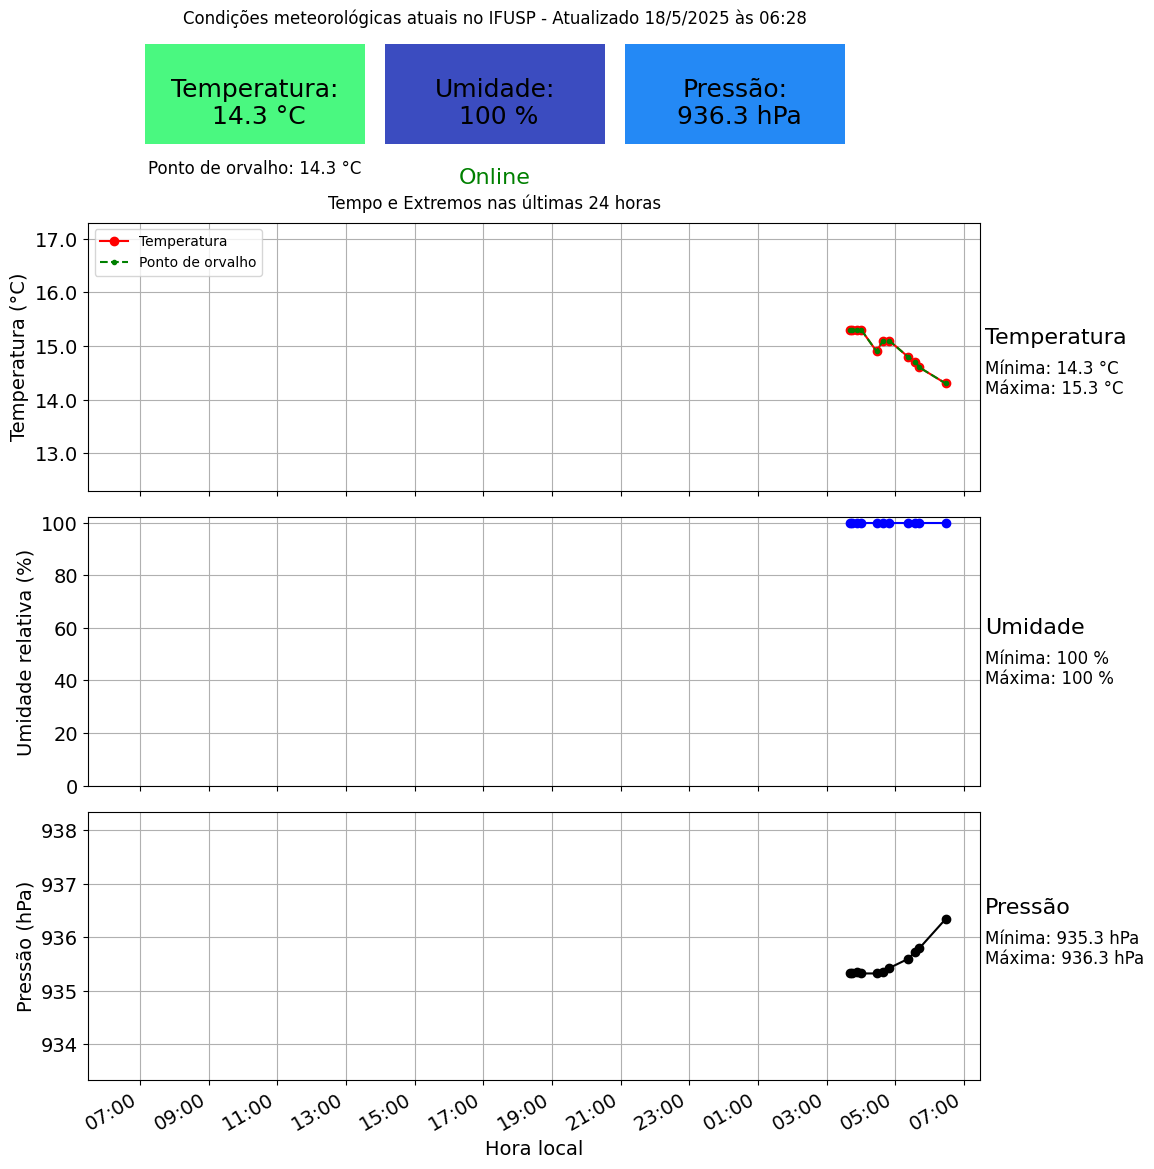 Condições meteorológicas atuais no IFUSP - Atualizado 18/5/2025 às 06:28
Temperatura:
14.3 °C
Umidade:
100 %
Pressão:
936.3 hPa
Ponto de orvalho: 14.3 °C
Online
Tempo e Extremos nas últimas 24 horas
Temperatura (°C)
17.0
16.0
15.0
14.0
13.0
Temperatura
Ponto de orvalho
Temperatura
Mínima: 14.3 °C
Máxima: 15.3 °C
Umidade relativa (%)
100
80
60
40
20
0
Umidade
Mínima: 100 %
Máxima: 100 %
Pressão (hPa)
938
937
936
935
934
Pressão
Mínima: 935.3 hPa
Máxima: 936.3 hPa
07:00 09:00 11:00 13:00 15:00 17:00 19:00 21:00 23:00 01:00 03:00 05:00 07:00
Hora local